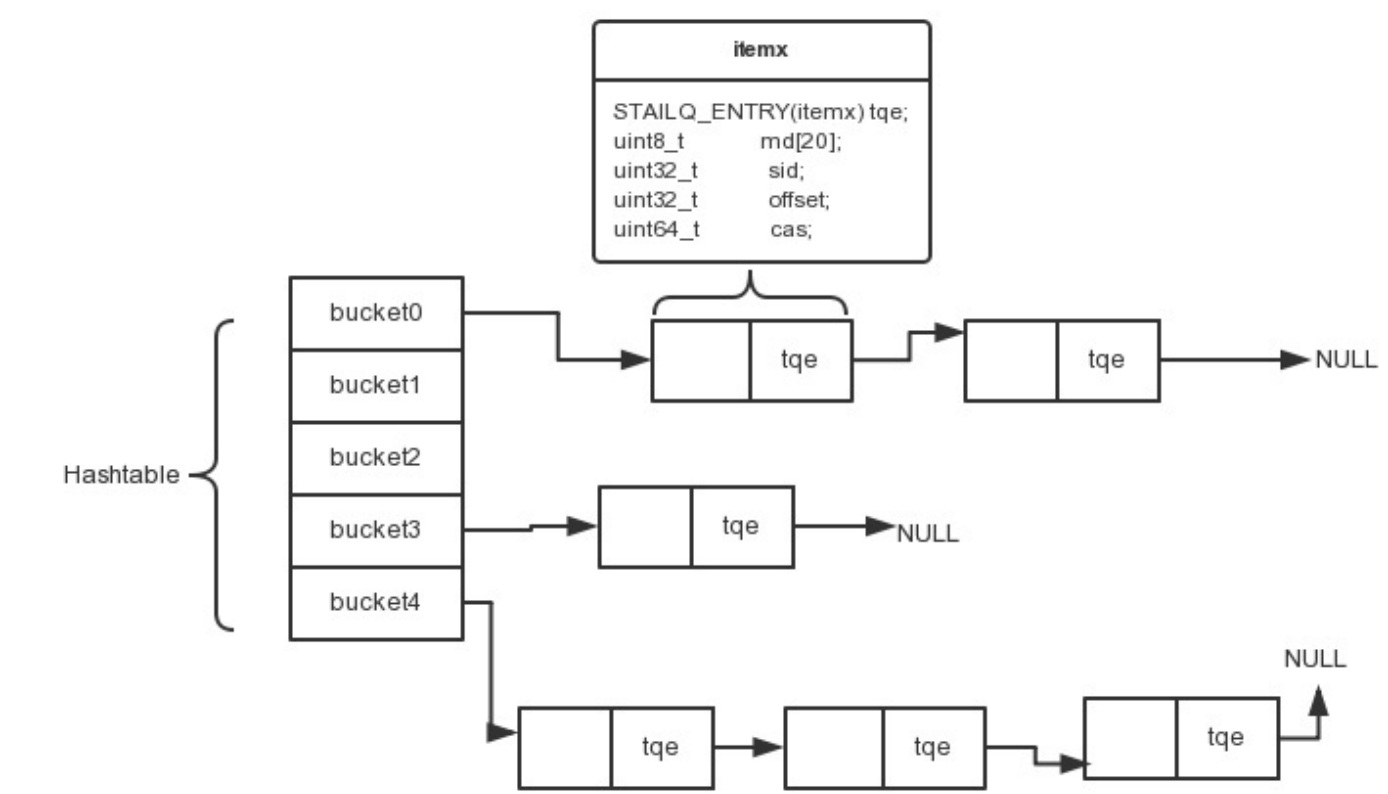 itemx
STAILQ_ENTRY(itemx) tqe;
uint8_t md[20];
uint32_t sid;
uint32_t offset;
uint64_t cas;
bucket0
tqe
tqe
NULL
bucket1
bucket2
Hashtable
bucket3
tqe
NULL
bucket4
NULL
tqe
tqe
tqe